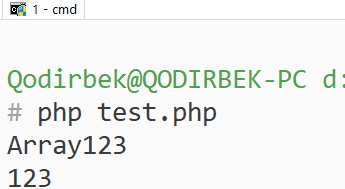 1 - cmd
Qodirbek@QODIRBEK-PC d:
# php test.php
Array123
123